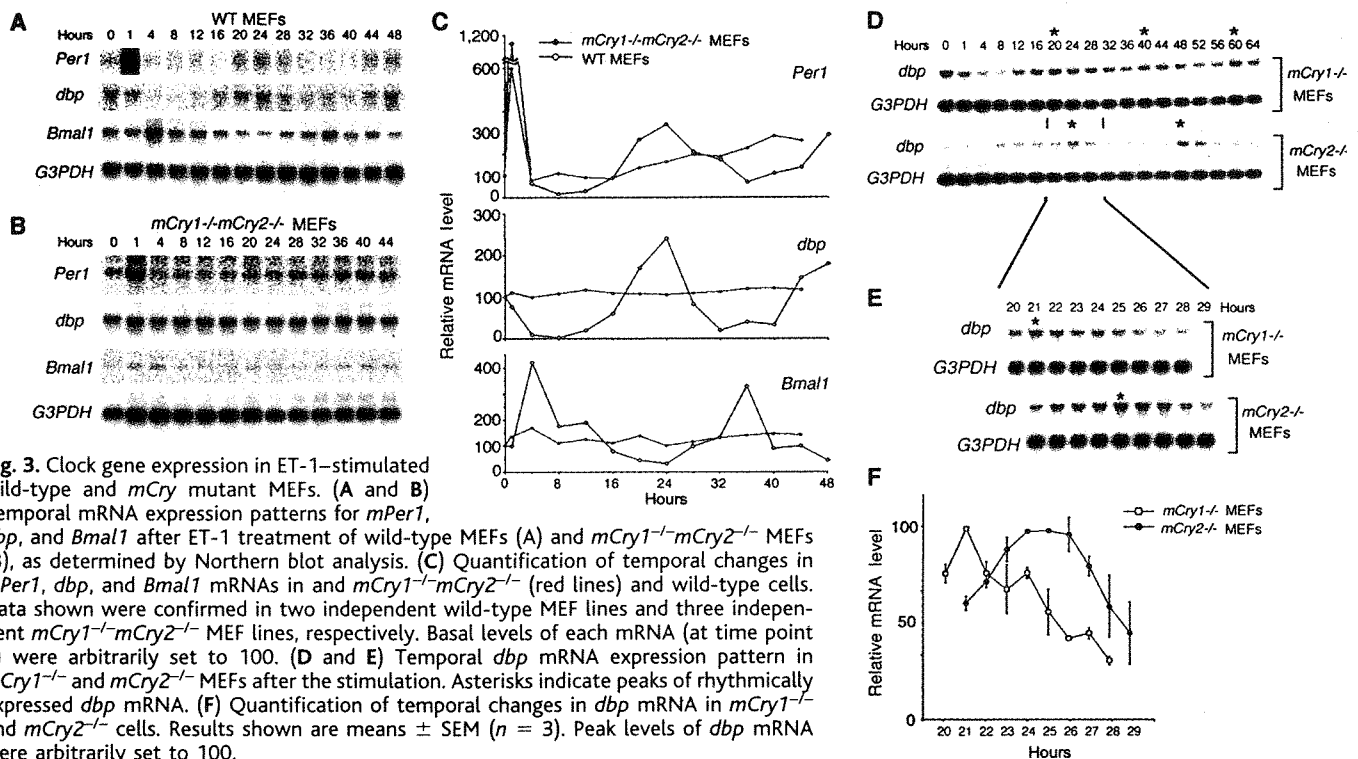 A
WT MEFs
Hours 0 1 4 8 12 16 20 24 28 32 36 40 44 48
Per1
dbp
Bmal1
G3PDH
B
mCry1-/-mCry2-/- MEFs
Hours 0 1 4 8 12 16 20 24 28 32 36 40 44
Per1
dbp
Bmal1
G3PDH
C
mCry1-/-mCry2-/- MEFs
WT MEFs
1,200
600
300
100
0
Per1
300
200
100
0
dbp
400
200
100
0
Bmal1
Relative mRNA level
0 8 16 24 32 40 48
Hours
D
* * *
Hours 0 1 4 8 12 16 20 24 28 32 36 40 44 48 52 56 60 64
dbp
G3PDH
mCry1-/-
MEFs
* *
dbp
G3PDH
mCry2-/-
MEFs
E
20 21 22 23 24 25 26 27 28 29 Hours
*
dbp
G3PDH
mCry1-/-
MEFs
*
dbp
G3PDH
mCry2-/-
MEFs
F
mCry1-/- MEFs
mCry2-/- MEFs
100
50
0
Relative mRNA level
20 21 22 23 24 25 26 27 28 29
Hours
g. 3. Clock gene expression in ET-1–stimulated
ild-type and mCry mutant MEFs. (A and B)
emporal mRNA expression patterns for mPer1,
bp, and Bmal1 after ET-1 treatment of wild-type MEFs (A) and mCry1−/−mCry2−/− MEFs
), as determined by Northern blot analysis. (C) Quantification of temporal changes in
Per1, dbp, and Bmal1 mRNAs in and mCry1−/−mCry2−/− (red lines) and wild-type cells.
ata shown were confirmed in two independent wild-type MEF lines and three indepen-
ent mCry1−/−mCry2−/− MEF lines, respectively. Basal levels of each mRNA (at time point
) were arbitrarily set to 100. (D and E) Temporal dbp mRNA expression pattern in
Cry1−/− and mCry2−/− MEFs after the stimulation. Asterisks indicate peaks of rhythmically
xpressed dbp mRNA. (F) Quantification of temporal changes in dbp mRNA in mCry1−/−
nd mCry2−/− cells. Results shown are means ± SEM (n = 3). Peak levels of dbp mRNA
ere arbitrarily set to 100.